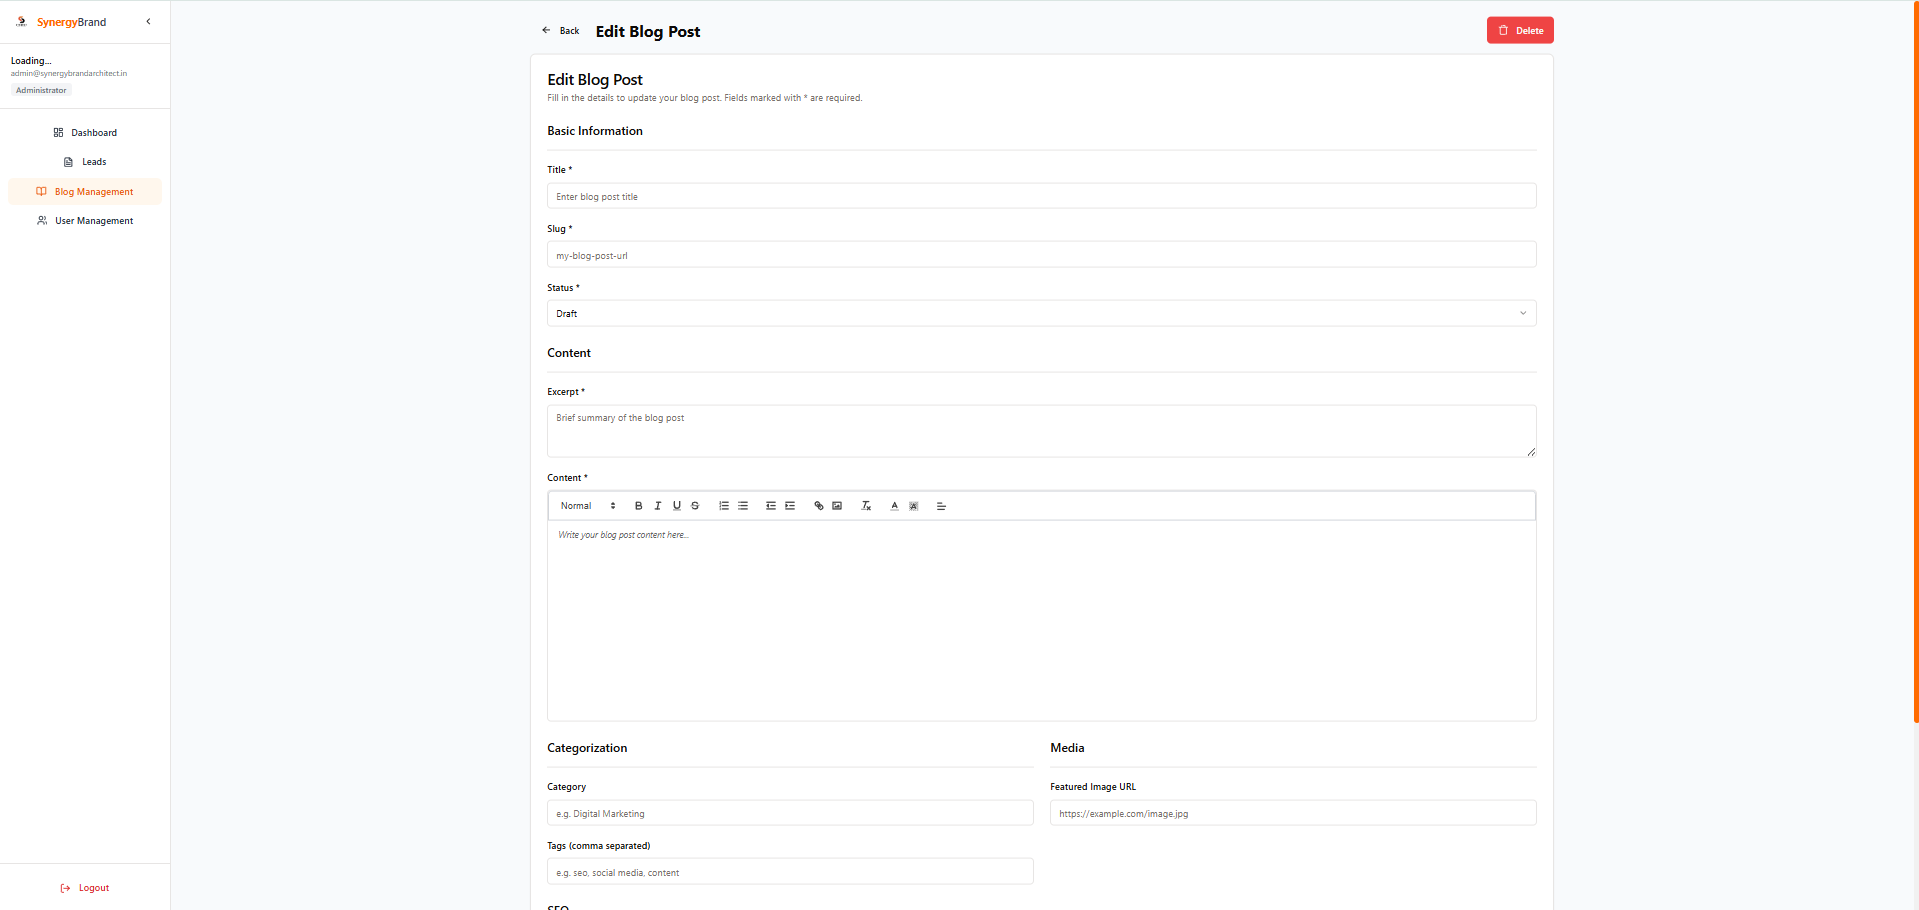 SynergyBrand
Loading...
admin@synergybrandarchitect.in
Administrator
Dashboard
Leads
Blog Management
User Management
Logout
Back
Edit Blog Post
Delete
Edit Blog Post
Fill in the details to update your blog post. Fields marked with * are required.
Basic Information
Title *
Enter blog post title
Slug *
my-blog-post-url
Status *
Draft
Content
Excerpt *
Brief summary of the blog post
Content *
Normal
Write your blog post content here...
Categorization
Category
e.g. Digital Marketing
Tags (comma separated)
e.g. seo, social media, content
Media
Featured Image URL
https://example.com/image.jpg
SEO